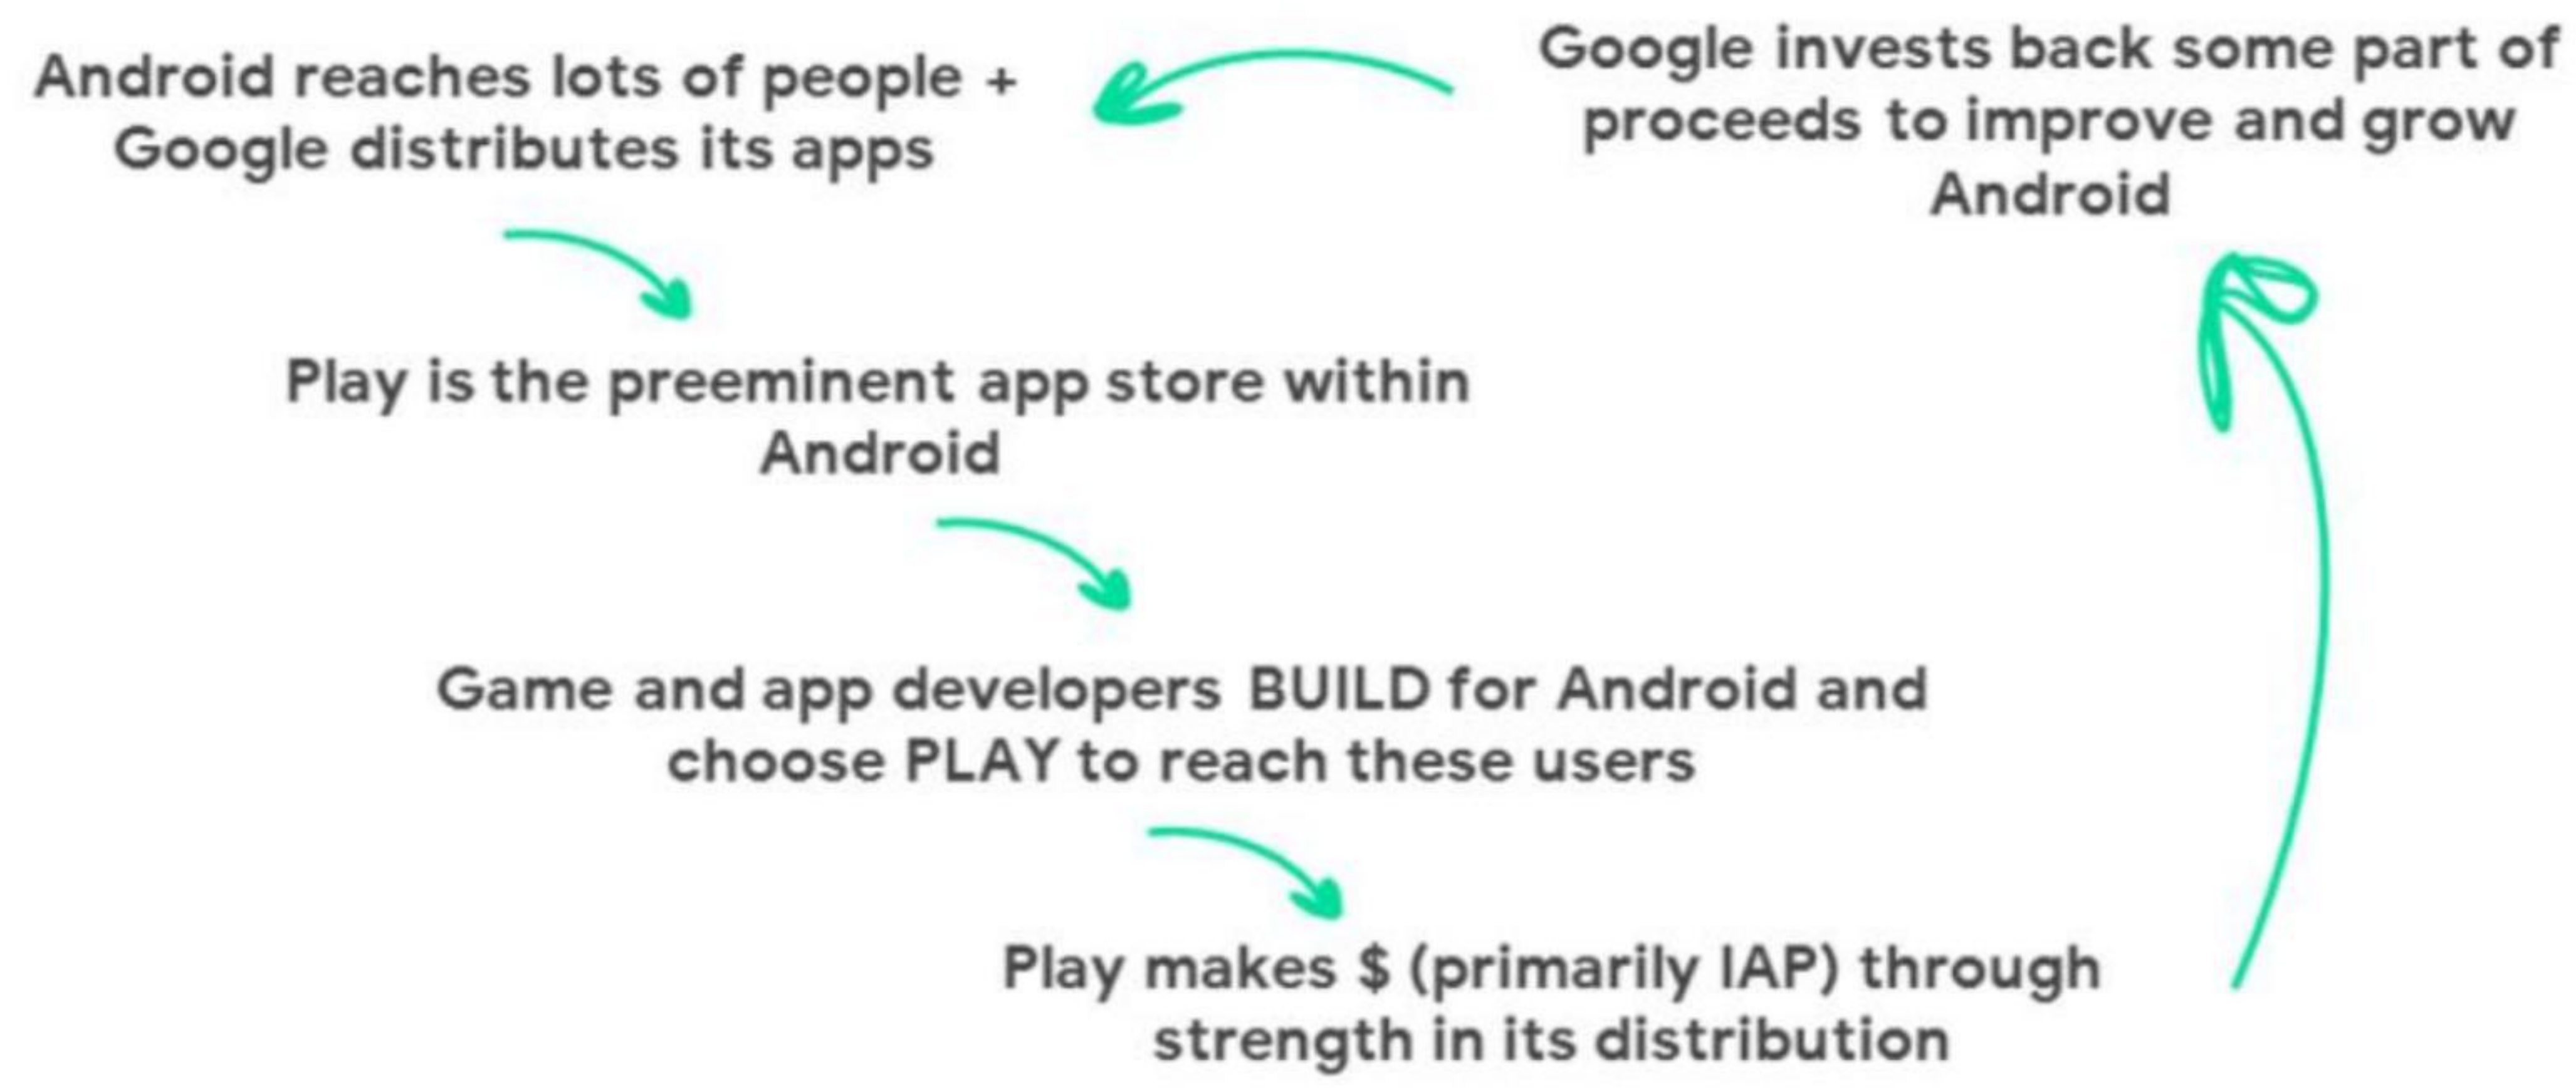 Android reaches lots of people +
Google distributes its apps
Google invests back some part of
proceeds to improve and grow
Android
Play is the preeminent app store within
Android
Game and app developers BUILD for Android and
choose PLAY to reach these users
Play makes $ (primarily IAP) through
strength in its distribution